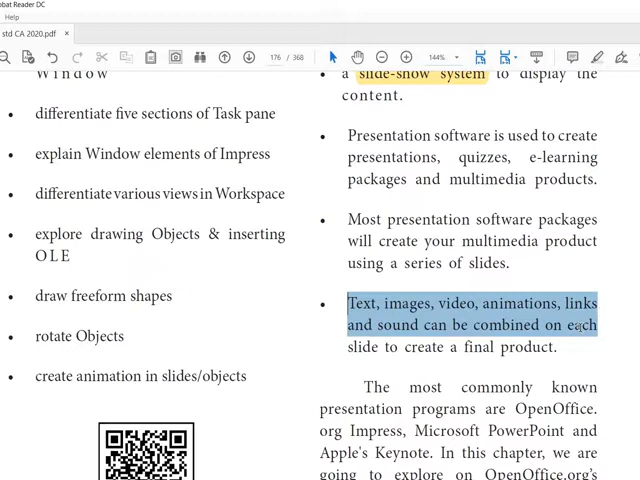 obat Reader DC
Help
std CA 2020.pdf ×
176 / 368
144%
Window
• differentiate five sections of Task pane
• explain Window elements of Impress
• differentiate various views in Workspace
• explore drawing Objects & inserting
OLE
• draw freeform shapes
• rotate Objects
• create animation in slides/objects
a slide-show system to display the
content.
• Presentation software is used to create
presentations, quizzes, e-learning
packages and multimedia products.
• Most presentation software packages
will create your multimedia product
using a series of slides.
• Text, images, video, animations, links
and sound can be combined on each
slide to create a final product.
The most commonly known
presentation programs are OpenOffice.
org Impress, Microsoft PowerPoint and
Apple's Keynote. In this chapter, we are
going to explore on OpenOffice.org's